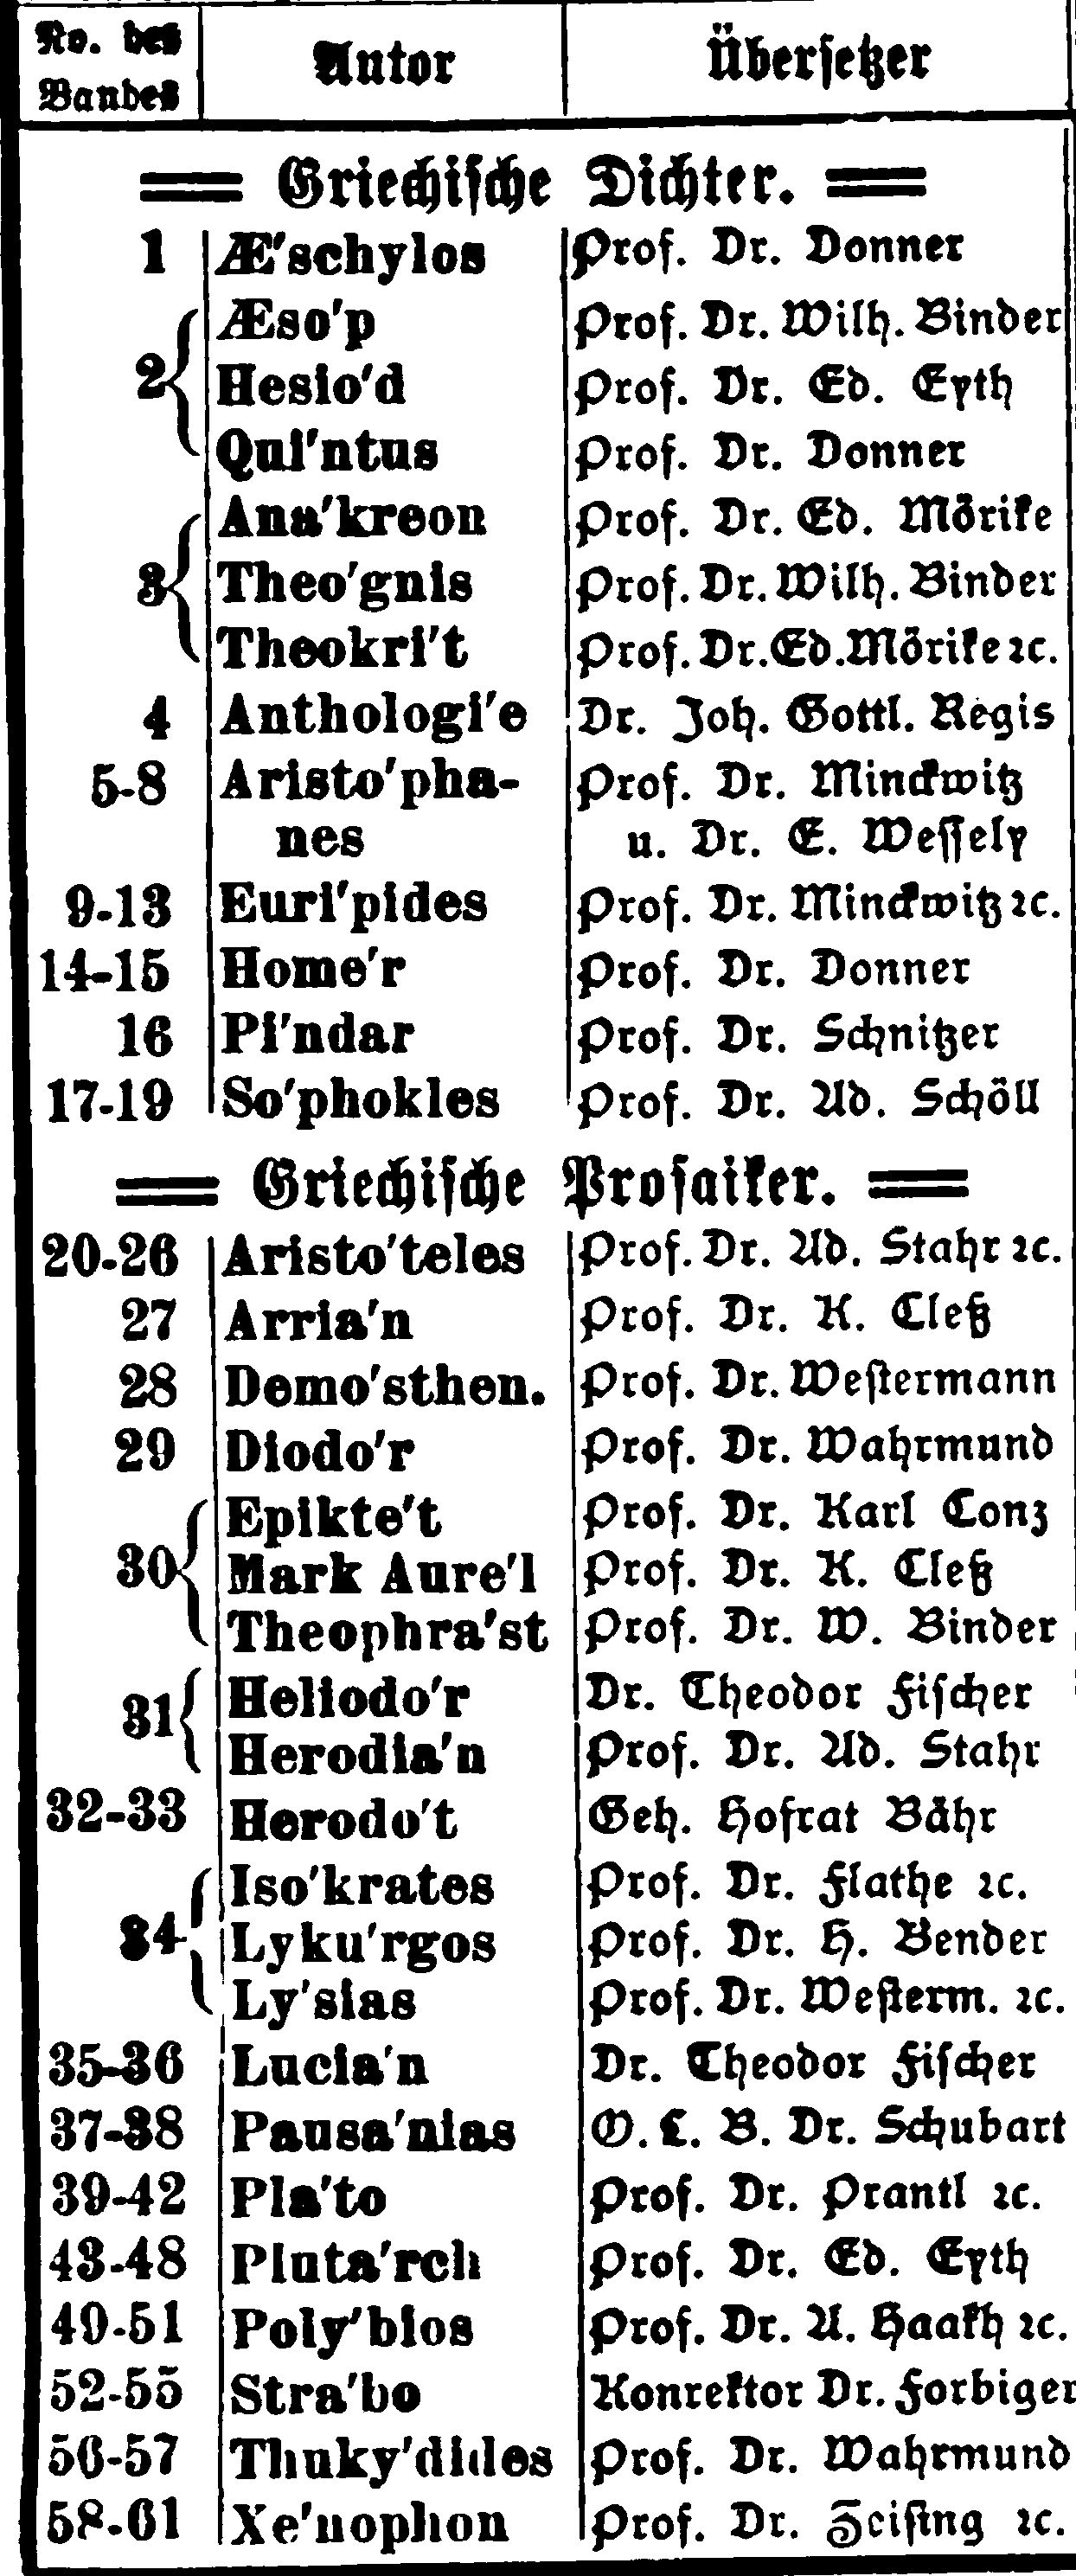 No. des Bandes Autor Übersetzer
Griechische Dichter.
1 Æ'schylos Prof. Dr. Donner
Æso'p Prof. Dr. Wilh. Binder
2 Hesio'd Prof. Dr. Ed. Eyth
Qui'ntus Prof. Dr. Donner
Ana'kreon Prof. Dr. Ed. Mörike
3 Theo'gnis Prof. Dr. Wilh. Binder
Theokri't Prof. Dr. Ed. Mörike ꝛc.
4 Anthologi'e Dr. Joh. Gottl. Regis
5-8 Aristo'pha- Prof. Dr. Minckwitz
nes u. Dr. E. Wessely
9-13 Euri'pides Prof. Dr. Minckwitz ꝛc.
14-15 Home'r Prof. Dr. Donner
16 Pi'ndar Prof. Dr. Schnitzer
17-19 So'phokles Prof. Dr. Ad. Schöll
Griechische Prosaiker.
20-26 Aristo'teles Prof. Dr. Ad. Stahr ꝛc.
27 Arria'n Prof. Dr. K. Cleß
28 Demo'sthen. Prof. Dr. Westermann
29 Diodo'r Prof. Dr. Wahrmund
Epikte't Prof. Dr. Karl Conz
30 Mark Aure'l Prof. Dr. K. Cleß
Theophra'st Prof. Dr. W. Binder
31 Heliodo'r Dr. Theodor Fischer
Herodia'n Prof. Dr. Ad. Stahr
32-33 Herodo't Geh. Hofrat Bähr
Iso'krates Prof. Dr. Flathe ꝛc.
34 Lyku'rgos Prof. Dr. H. Bender
Ly'sias Prof. Dr. Westerm. ꝛc.
35-36 Lucia'n Dr. Theodor Fischer
37-38 Pausa'nias O. L. B. Dr. Schubart
39-42 Pla'to Prof. Dr. Prantl ꝛc.
43-48 Pluta'rch Prof. Dr. Ed. Eyth
49-51 Poly'bios Prof. Dr. A. Haakh ꝛc.
52-55 Stra'bo Konrektor Dr. Forbiger
56-57 Thuky'dides Prof. Dr. Wahrmund
58-61 Xe'nophon Prof. Dr. Zeising ꝛc.